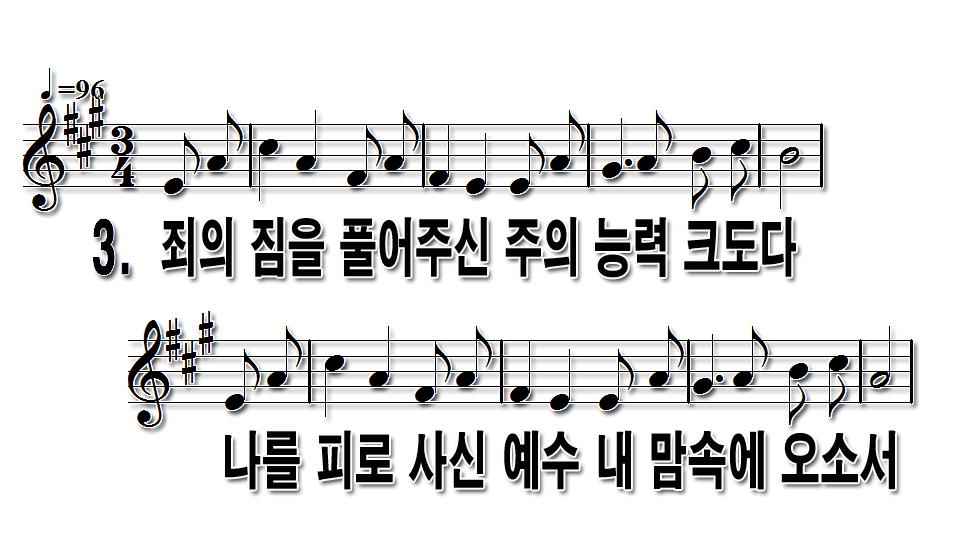 ♩=96
3
4
3. 죄의 짐을 풀어주신 주의 능력 크도다
나를 피로 사신 예수 내 맘속에 오소서